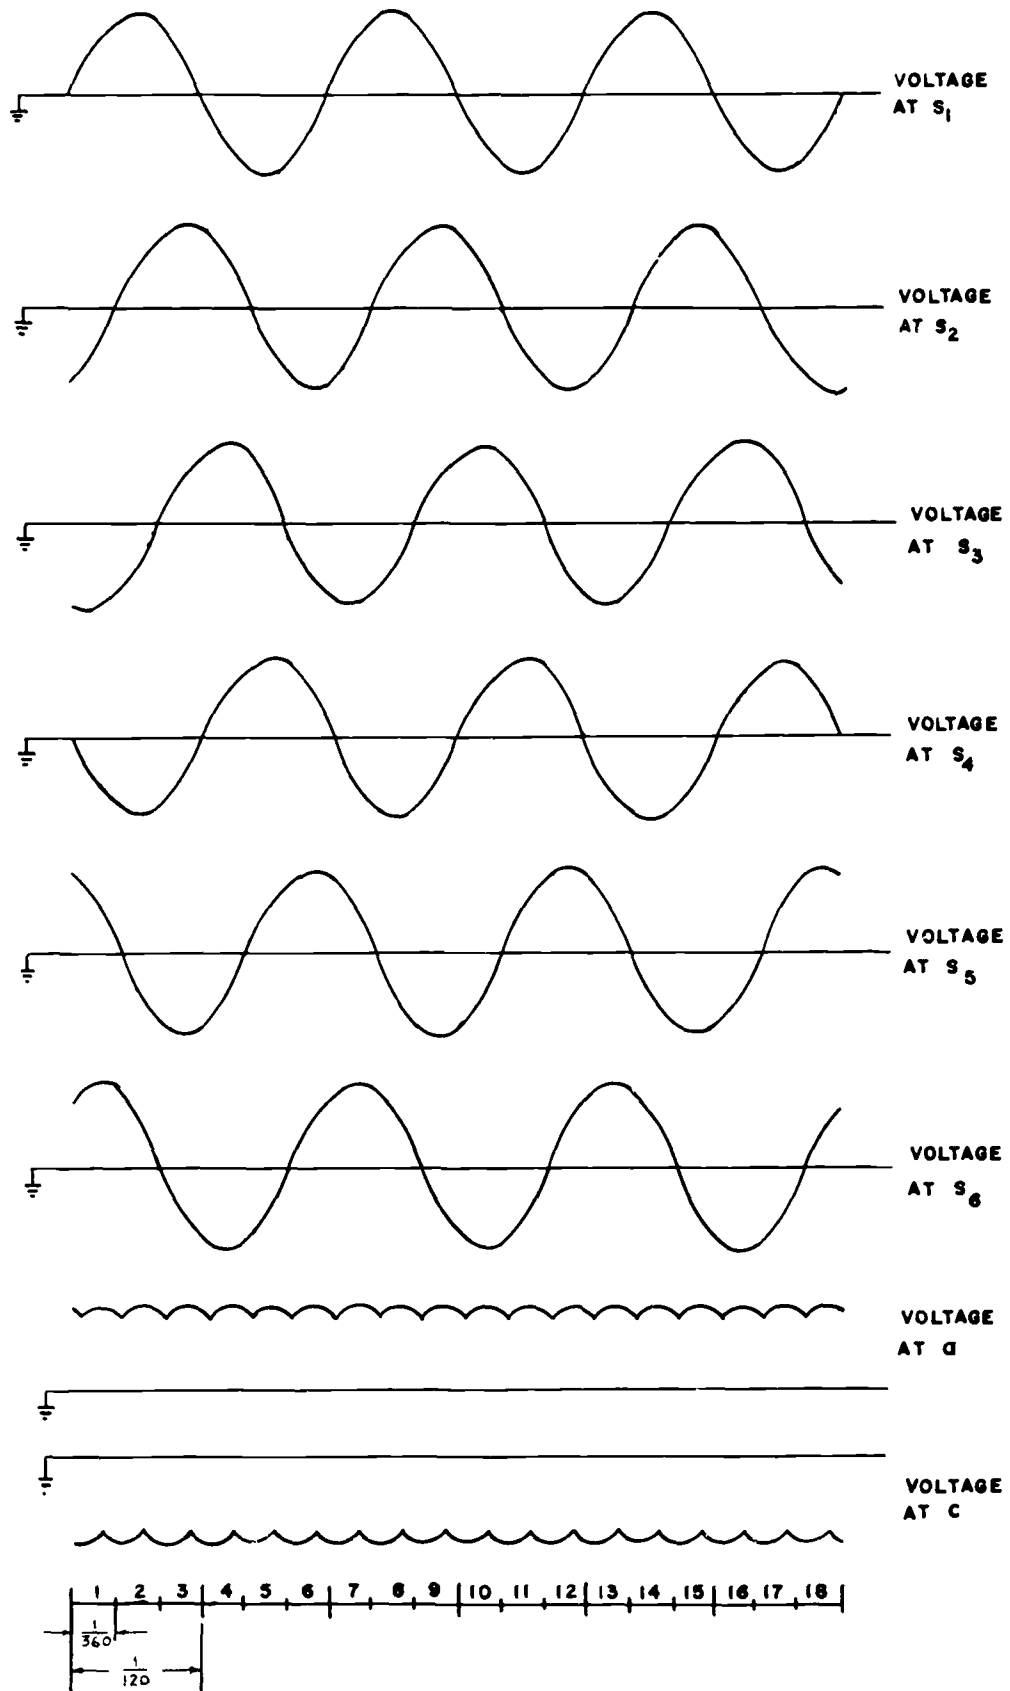 VOLTAGE
AT S1
VOLTAGE
AT S2
VOLTAGE
AT S3
VOLTAGE
AT S4
VOLTAGE
AT S5
VOLTAGE
AT S6
VOLTAGE
AT a
VOLTAGE
AT C
1 2 3 4 5 6 7 8 9 10 11 12 13 14 15 16 17 18
1/360
1/120